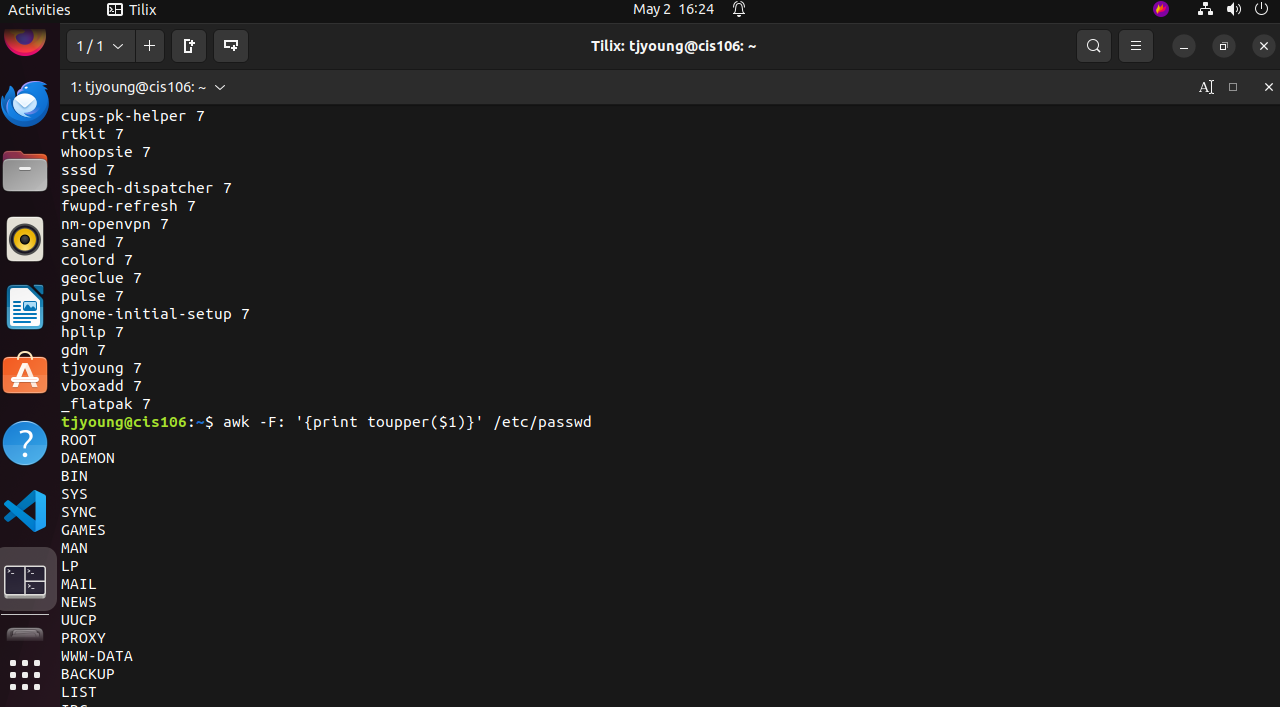 Activities Tilix May 2 16:24
1 / 1 Tilix: tjyoung@cis106: ~
1: tjyoung@cis106: ~
cups-pk-helper 7
rtkit 7
whoopsie 7
sssd 7
speech-dispatcher 7
fwupd-refresh 7
nm-openvpn 7
saned 7
colord 7
geoclue 7
pulse 7
gnome-initial-setup 7
hplip 7
gdm 7
tjyoung 7
vboxadd 7
_flatpak 7
tjyoung@cis106:~$ awk -F: '{print toupper($1)}' /etc/passwd
ROOT
DAEMON
BIN
SYS
SYNC
GAMES
MAN
LP
MAIL
NEWS
UUCP
PROXY
WWW-DATA
BACKUP
LIST